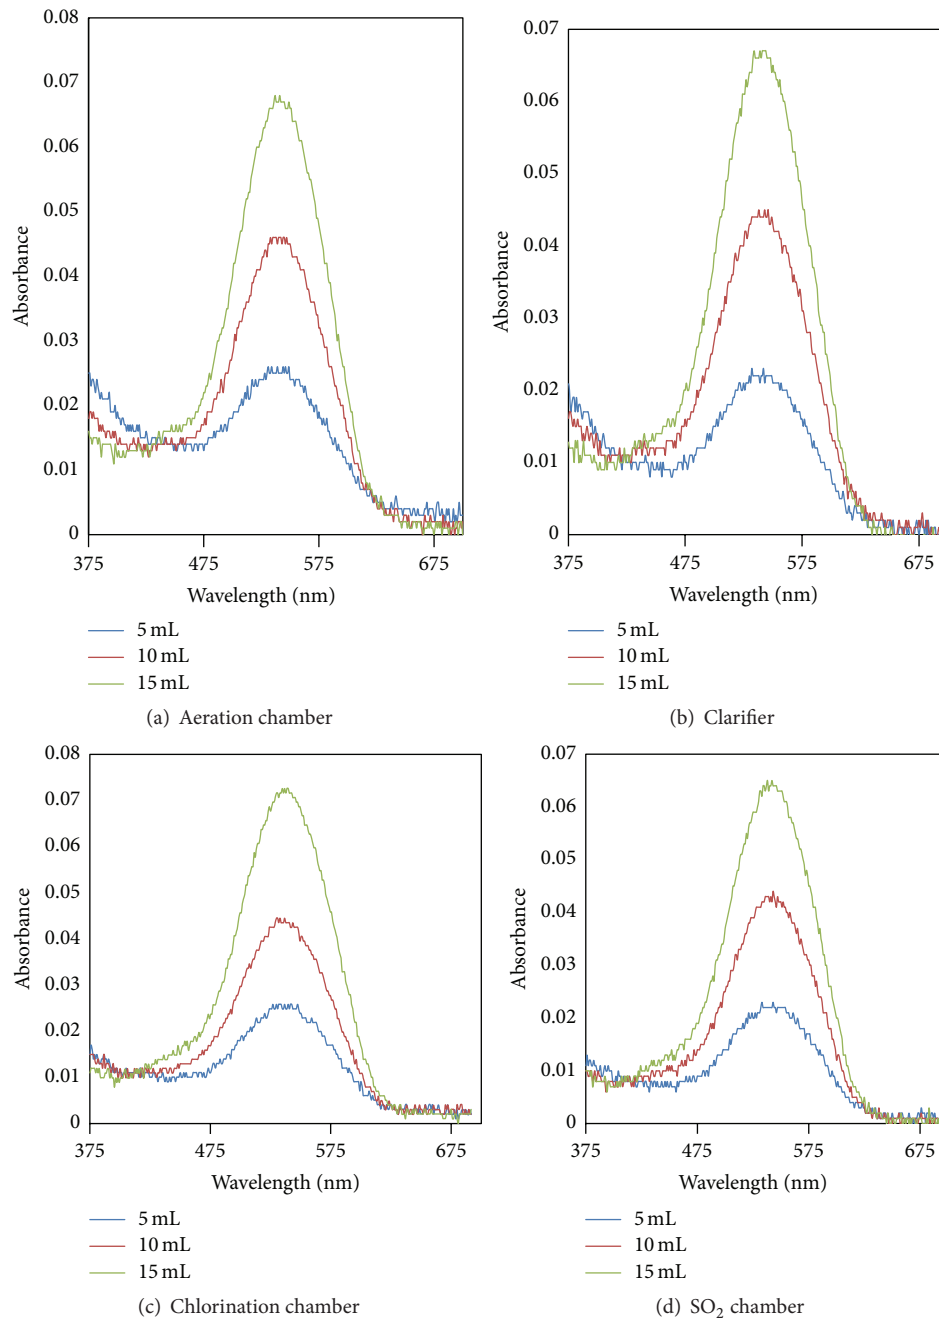 0.08
0.07
0.06
0.05
0.04
0.03
0.02
0.01
0
Absorbance
375
475
575
675
Wavelength (nm)
5 mL
10 mL
15 mL
(a) Aeration chamber
0.07
0.06
0.05
0.04
0.03
0.02
0.01
0
Absorbance
375
475
575
675
Wavelength (nm)
5 mL
10 mL
15 mL
(b) Clarifier
0.08
0.07
0.06
0.05
0.04
0.03
0.02
0.01
0
Absorbance
375
475
575
675
Wavelength (nm)
5 mL
10 mL
15 mL
(c) Chlorination chamber
0.07
0.06
0.05
0.04
0.03
0.02
0.01
0
Absorbance
375
475
575
675
Wavelength (nm)
5 mL
10 mL
15 mL
(d) SO₂ chamber